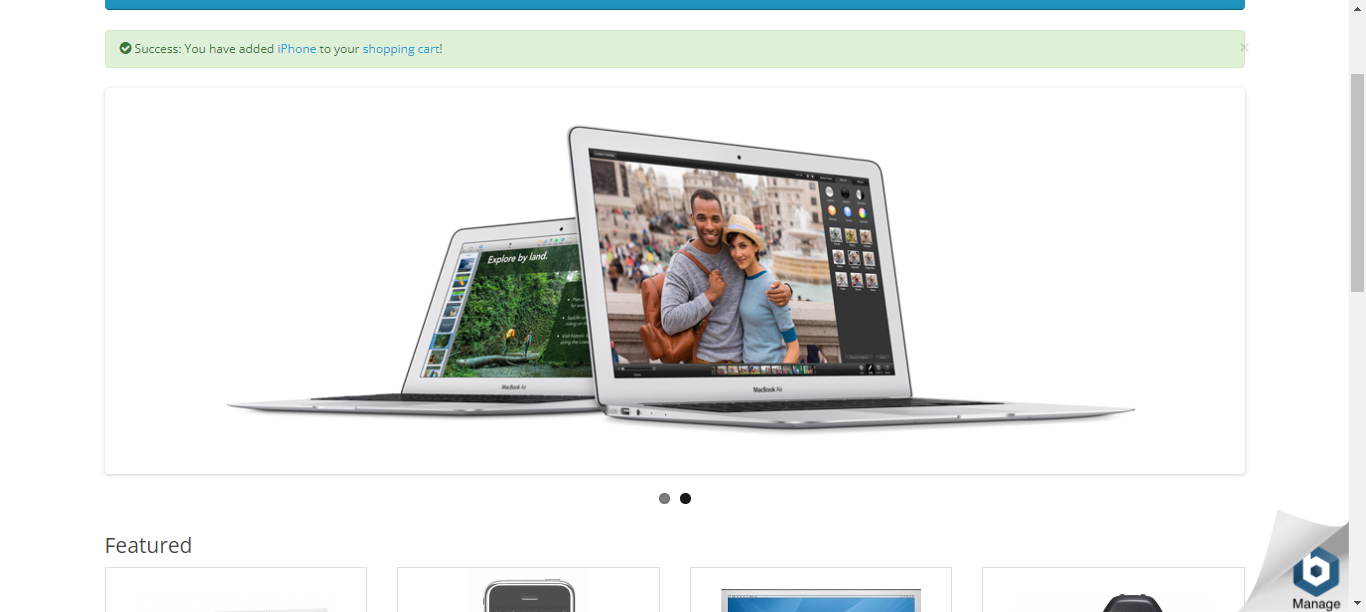 Success: You have added iPhone to your shopping cart!
×
Explore by land.
MacBook Air
MacBook Air
Featured
Manage